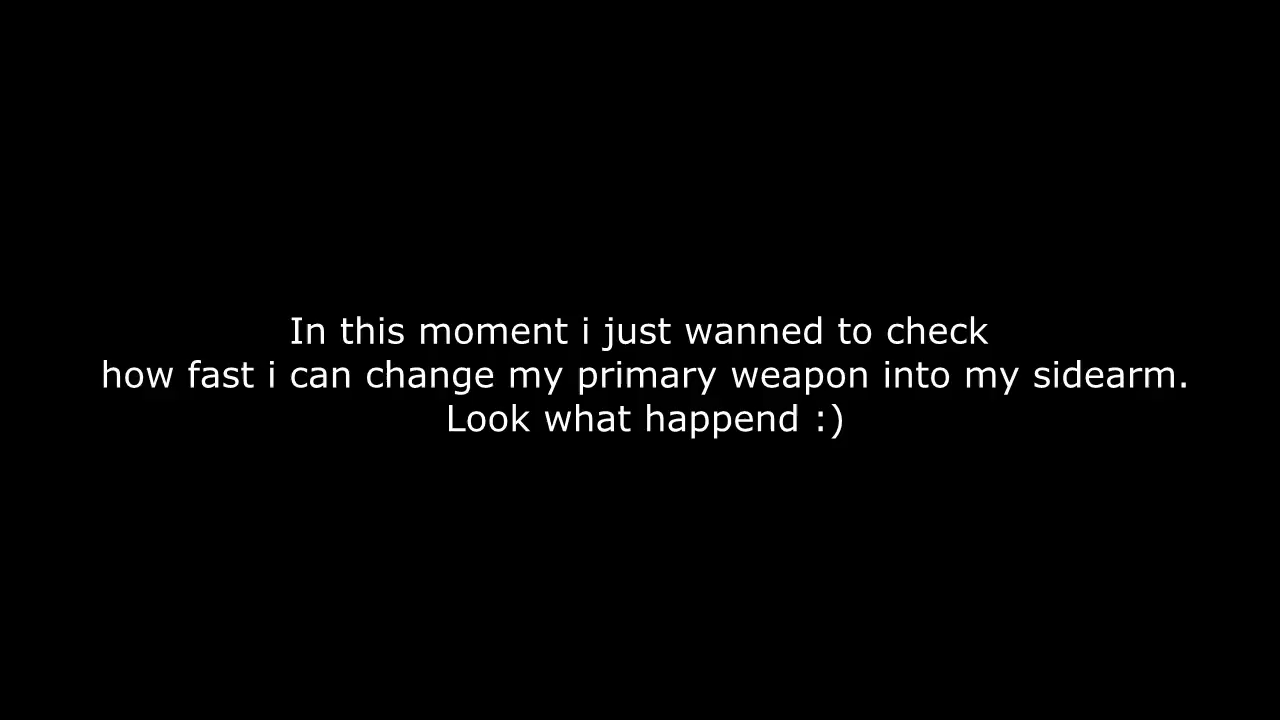 In this moment i just wanned to check
how fast i can change my primary weapon into my sidearm.
Look what happend :)